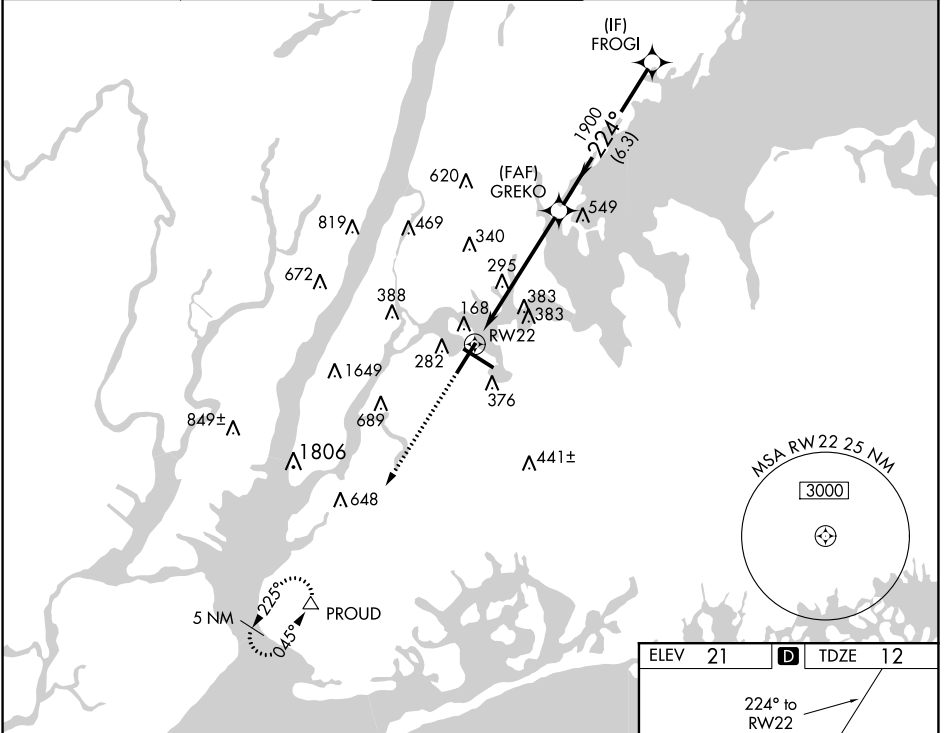 (IF)
FROGI
1900
224°
(6.3)
(FAF)
GREKO
620
549
819
469
340
672
295
388
168
383
383
RW22
282
1649
376
849±
689
1806
441±
648
MSA RW 22 25 NM
3000
5 NM
225°
045°
PROUD
ELEV 21
D
TDZE 12
224° to
RW22